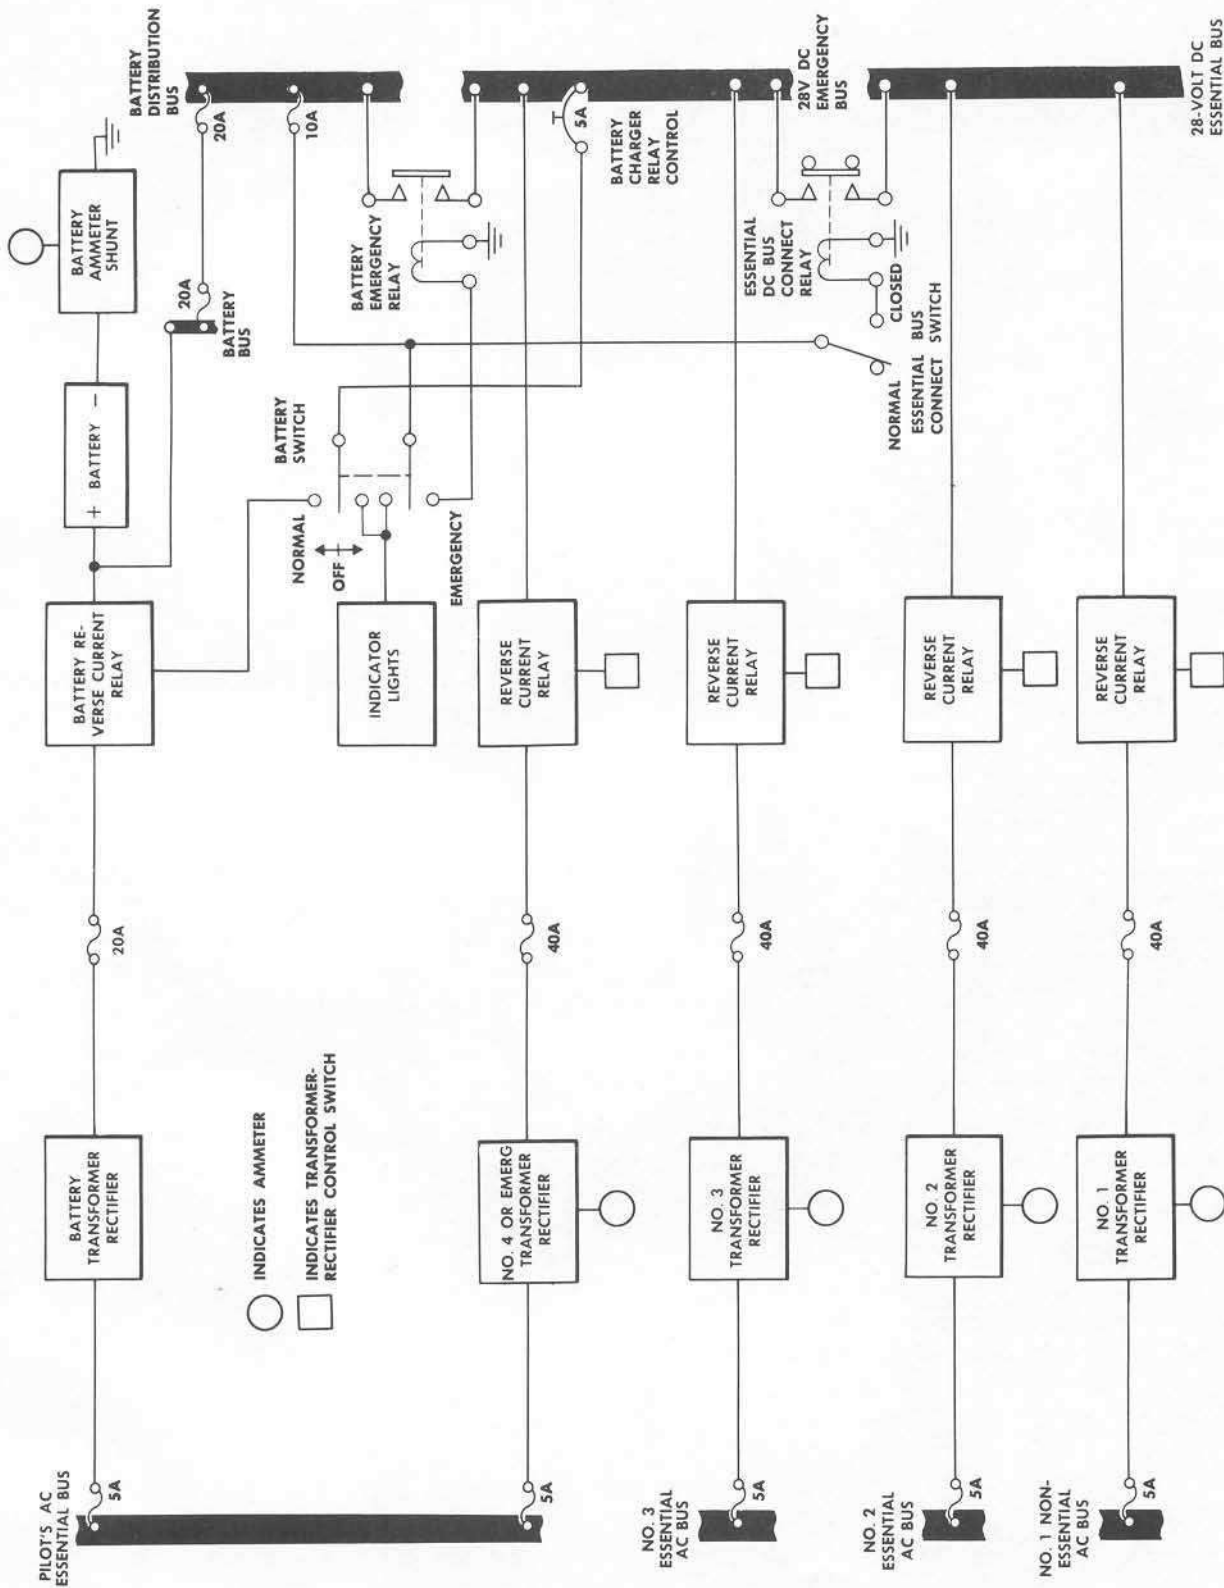 PILOT'S AC
ESSENTIAL BUS
5A
BATTERY
TRANSFORMER
RECTIFIER
20A
BATTERY RE-
VERSE CURRENT
RELAY
+ BATTERY -
BATTERY
AMMETER
SHUNT
BATTERY
DISTRIBUTION
BUS
20A
20A
BATTERY
BUS
10A
INDICATES AMMETER
INDICATES TRANSFORMER-
RECTIFIER CONTROL SWITCH
NORMAL
OFF
EMERGENCY
BATTERY
SWITCH
INDICATOR
LIGHTS
BATTERY
EMERGENCY
RELAY
5A
NO. 4 OR EMERG
TRANSFORMER
RECTIFIER
40A
REVERSE
CURRENT
RELAY
5A
BATTERY
CHARGER
RELAY
CONTROL
NO. 3
ESSENTIAL
AC BUS
5A
NO. 3
TRANSFORMER
RECTIFIER
40A
REVERSE
CURRENT
RELAY
ESSENTIAL
DC BUS
CONNECT
RELAY
28V DC
EMERGENCY
BUS
CLOSED
NORMAL
ESSENTIAL BUS
CONNECT SWITCH
NO. 2
ESSENTIAL
AC BUS
5A
NO. 2
TRANSFORMER
RECTIFIER
40A
REVERSE
CURRENT
RELAY
NO. 1 NON-
ESSENTIAL
AC BUS
5A
NO. 1
TRANSFORMER
RECTIFIER
40A
REVERSE
CURRENT
RELAY
28-VOLT DC
ESSENTIAL BUS